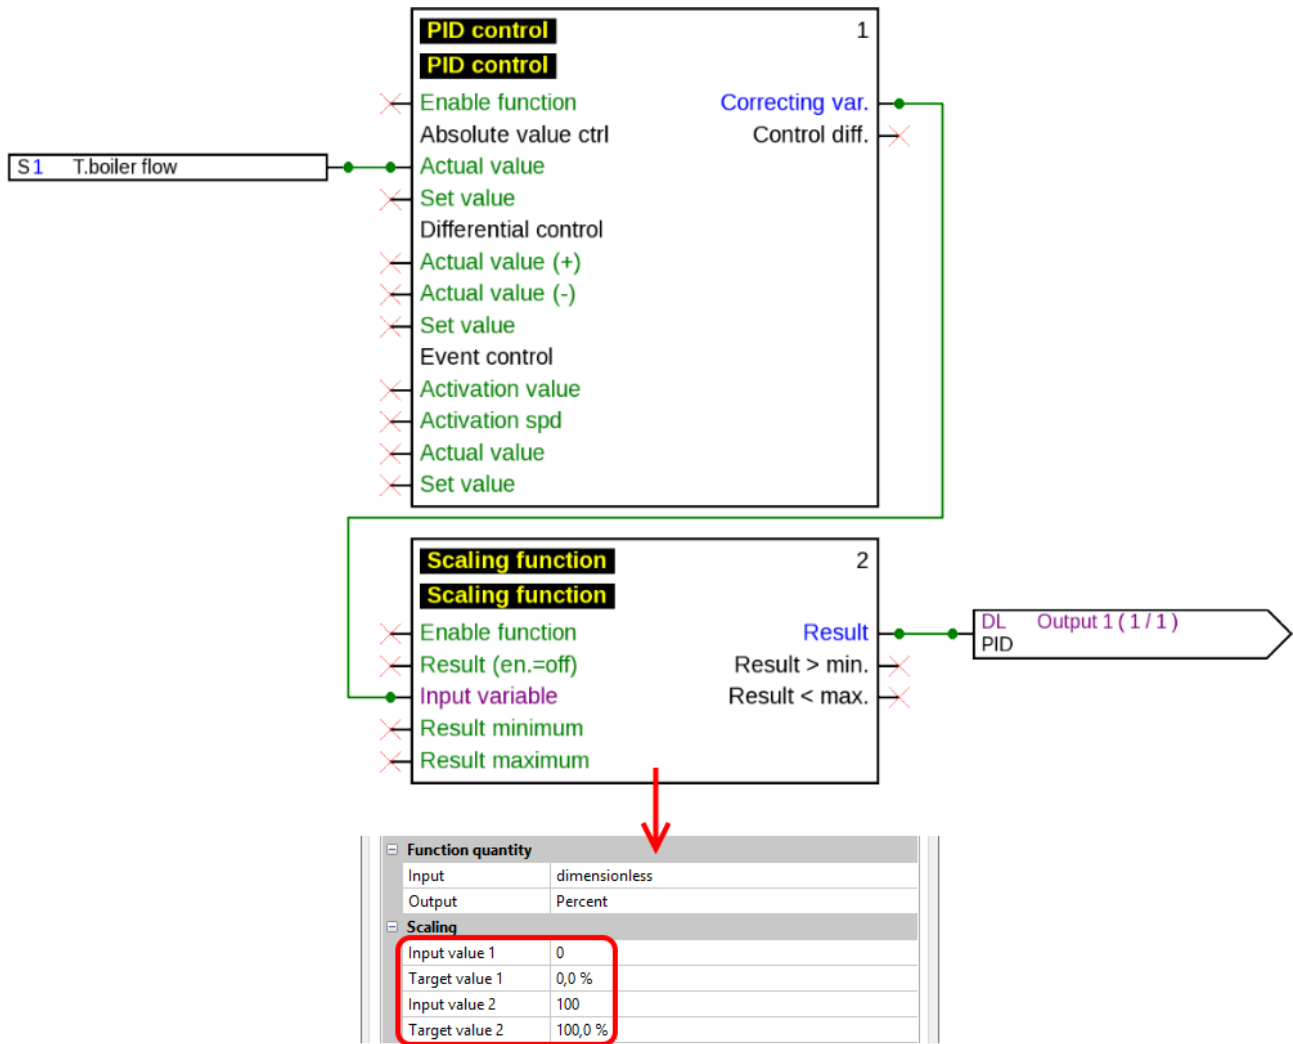 PID control 1
PID control
Enable function Correcting var.
Absolute value ctrl Control diff.
S1 T.boiler flow Actual value
Set value
Differential control
Actual value (+)
Actual value (-)
Set value
Event control
Activation value
Activation spd
Actual value
Set value
Scaling function 2
Scaling function
Enable function Result
DL Output 1 ( 1 / 1 )
PID
Result (en.=off) Result > min.
Input variable Result < max.
Result minimum
Result maximum
Function quantity
Input dimensionless
Output Percent
Scaling
Input value 1 0
Target value 1 0,0 %
Input value 2 100
Target value 2 100,0 %